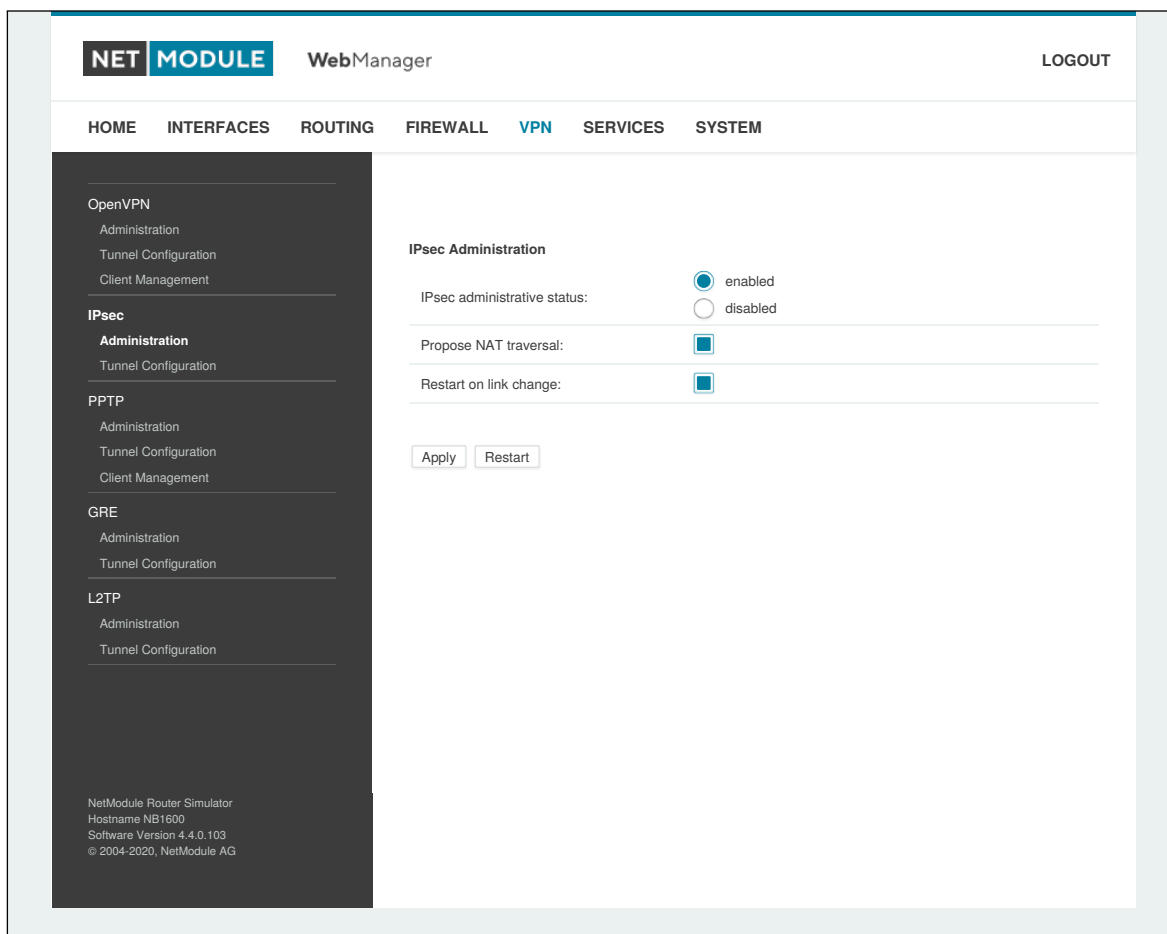 NET MODULE WebManager LOGOUT
HOME INTERFACES ROUTING FIREWALL VPN SERVICES SYSTEM
OpenVPN
Administration
Tunnel Configuration
Client Management
IPsec
Administration
Tunnel Configuration
PPTP
Administration
Tunnel Configuration
Client Management
GRE
Administration
Tunnel Configuration
L2TP
Administration
Tunnel Configuration
NetModule Router Simulator
Hostname NB1600
Software Version 4.4.0.103
© 2004-2020, NetModule AG
IPsec Administration
IPsec administrative status:
enabled
disabled
Propose NAT traversal:
Restart on link change:
Apply Restart